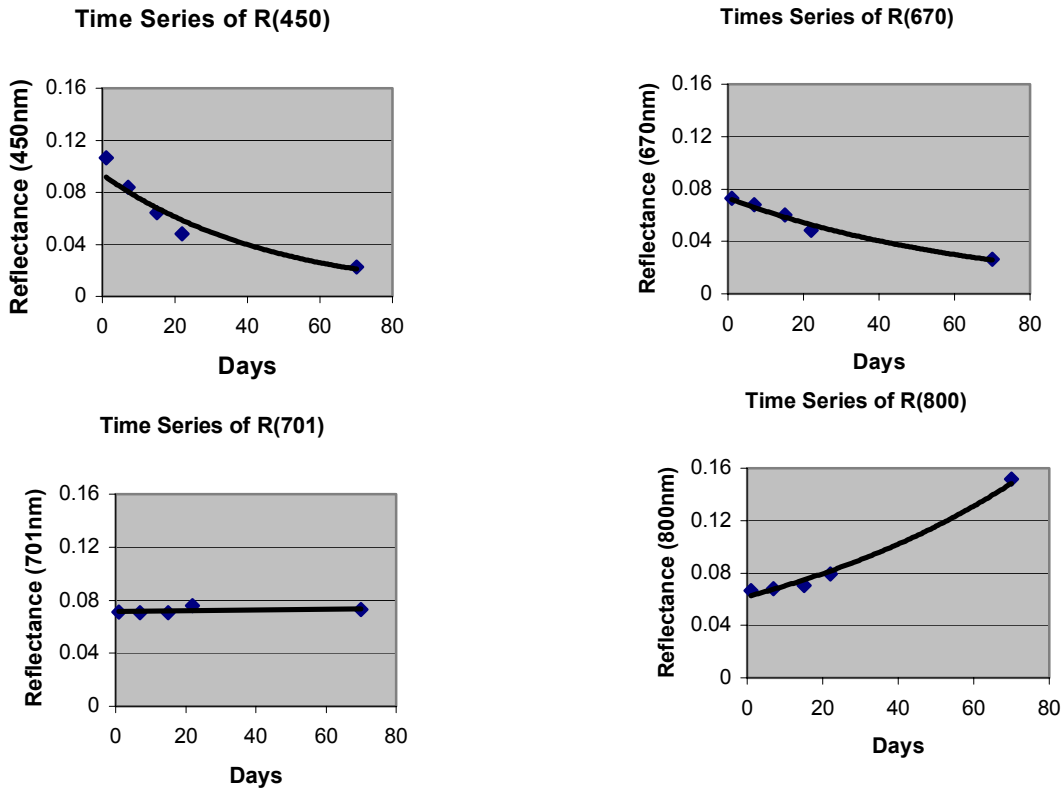 Time Series of R(450)
Reflectance (450nm)
0.16
0.12
0.08
0.04
0
0 20 40 60 80
Days
Times Series of R(670)
Reflectance (670nm)
0.16
0.12
0.08
0.04
0
0 20 40 60 80
Days
Time Series of R(701)
Reflectance (701nm)
0.16
0.12
0.08
0.04
0
0 20 40 60 80
Days
Time Series of R(800)
Reflectance (800nm)
0.16
0.12
0.08
0.04
0
0 20 40 60 80
Days